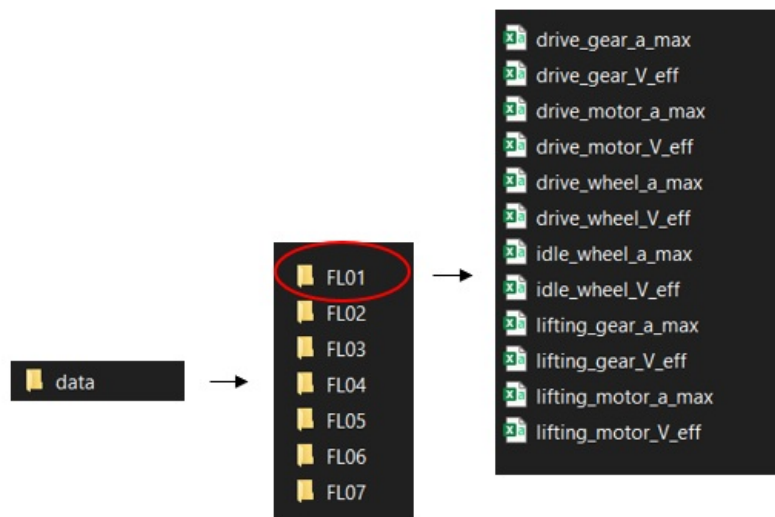 data
FL01
FL02
FL03
FL04
FL05
FL06
FL07
drive_gear_a_max
drive_gear_V_eff
drive_motor_a_max
drive_motor_V_eff
drive_wheel_a_max
drive_wheel_V_eff
idle_wheel_a_max
idle_wheel_V_eff
lifting_gear_a_max
lifting_gear_V_eff
lifting_motor_a_max
lifting_motor_V_eff